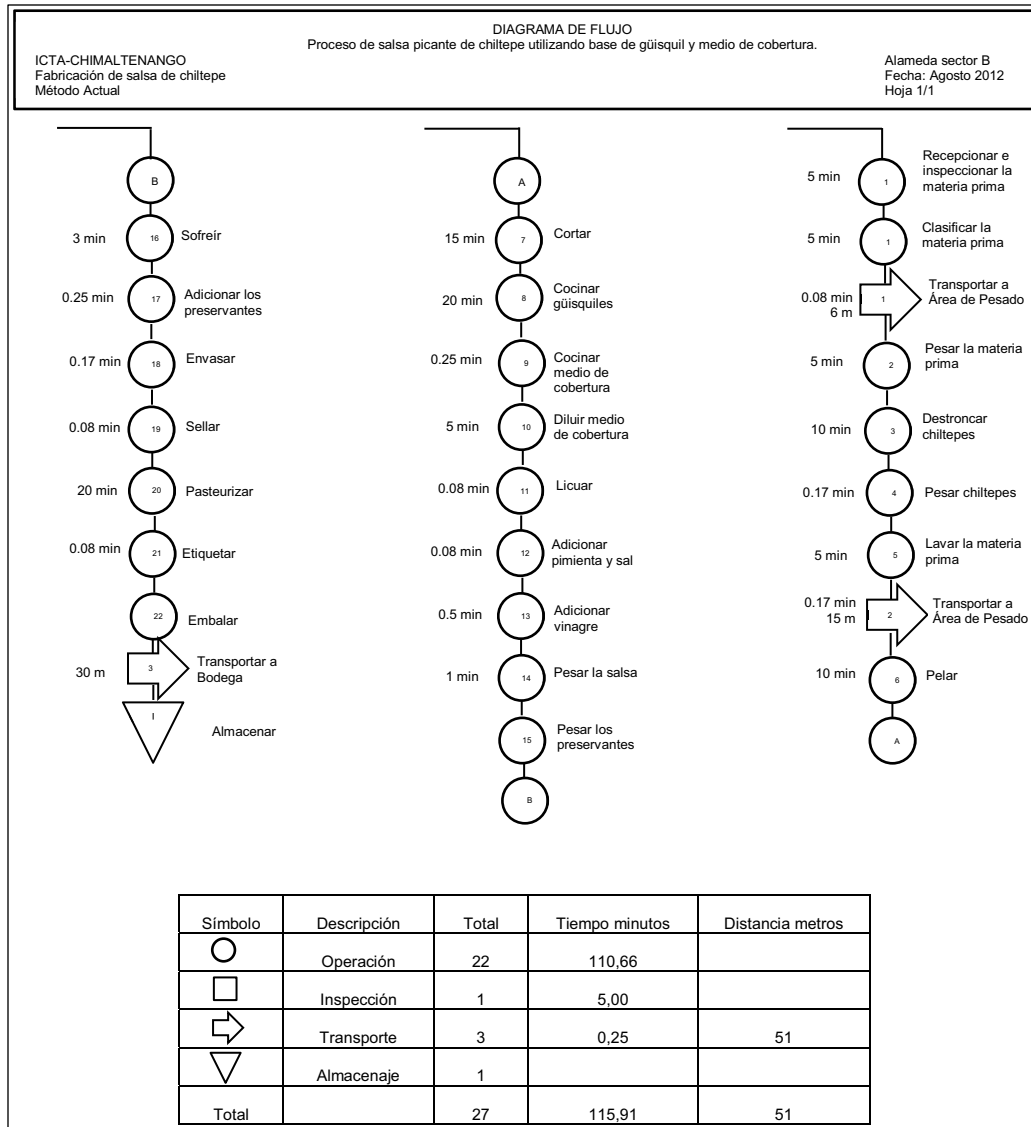 DIAGRAMA DE FLUJO
Proceso de salsa picante de chiltepe utilizando base de güisquil y medio de cobertura.
ICTA-CHIMALTENANGO
Fabricación de salsa de chiltepe
Método Actual
Alameda sector B
Fecha: Agosto 2012
Hoja 1/1
B
3 min 16 Sofreír
0.25 min 17 Adicionar los
preservantes
0.17 min 18 Envasar
0.08 min 19 Sellar
20 min 20 Pasteurizar
0.08 min 21 Etiquetar
22 Embalar
30 m 3 Transportar a
Bodega
I
Almacenar
A
15 min 7 Cortar
20 min 8 Cocinar
güisquiles
0.25 min 9 Cocinar
medio de
cobertura
5 min 10 Diluir medio
de cobertura
0.08 min 11 Licuar
0.08 min 12 Adicionar
pimienta y sal
0.5 min 13 Adicionar
vinagre
1 min 14 Pesar la salsa
15 Pesar los
preservantes
B
5 min 1 Recepcionar e
inspeccionar la
materia prima
5 min 1 Clasificar la
materia prima
0.08 min 1 Transportar a
6 m Área de Pesado
5 min 2 Pesar la materia
prima
10 min 3 Destroncar
chiltepes
0.17 min 4 Pesar chiltepes
5 min 5 Lavar la materia
prima
0.17 min 2 Transportar a
15 m Área de Pesado
10 min 6 Pelar
A
Símbolo Descripción Total Tiempo minutos Distancia metros
Operación 22 110,66
Inspección 1 5,00
Transporte 3 0,25 51
Almacenaje 1
Total 27 115,91 51